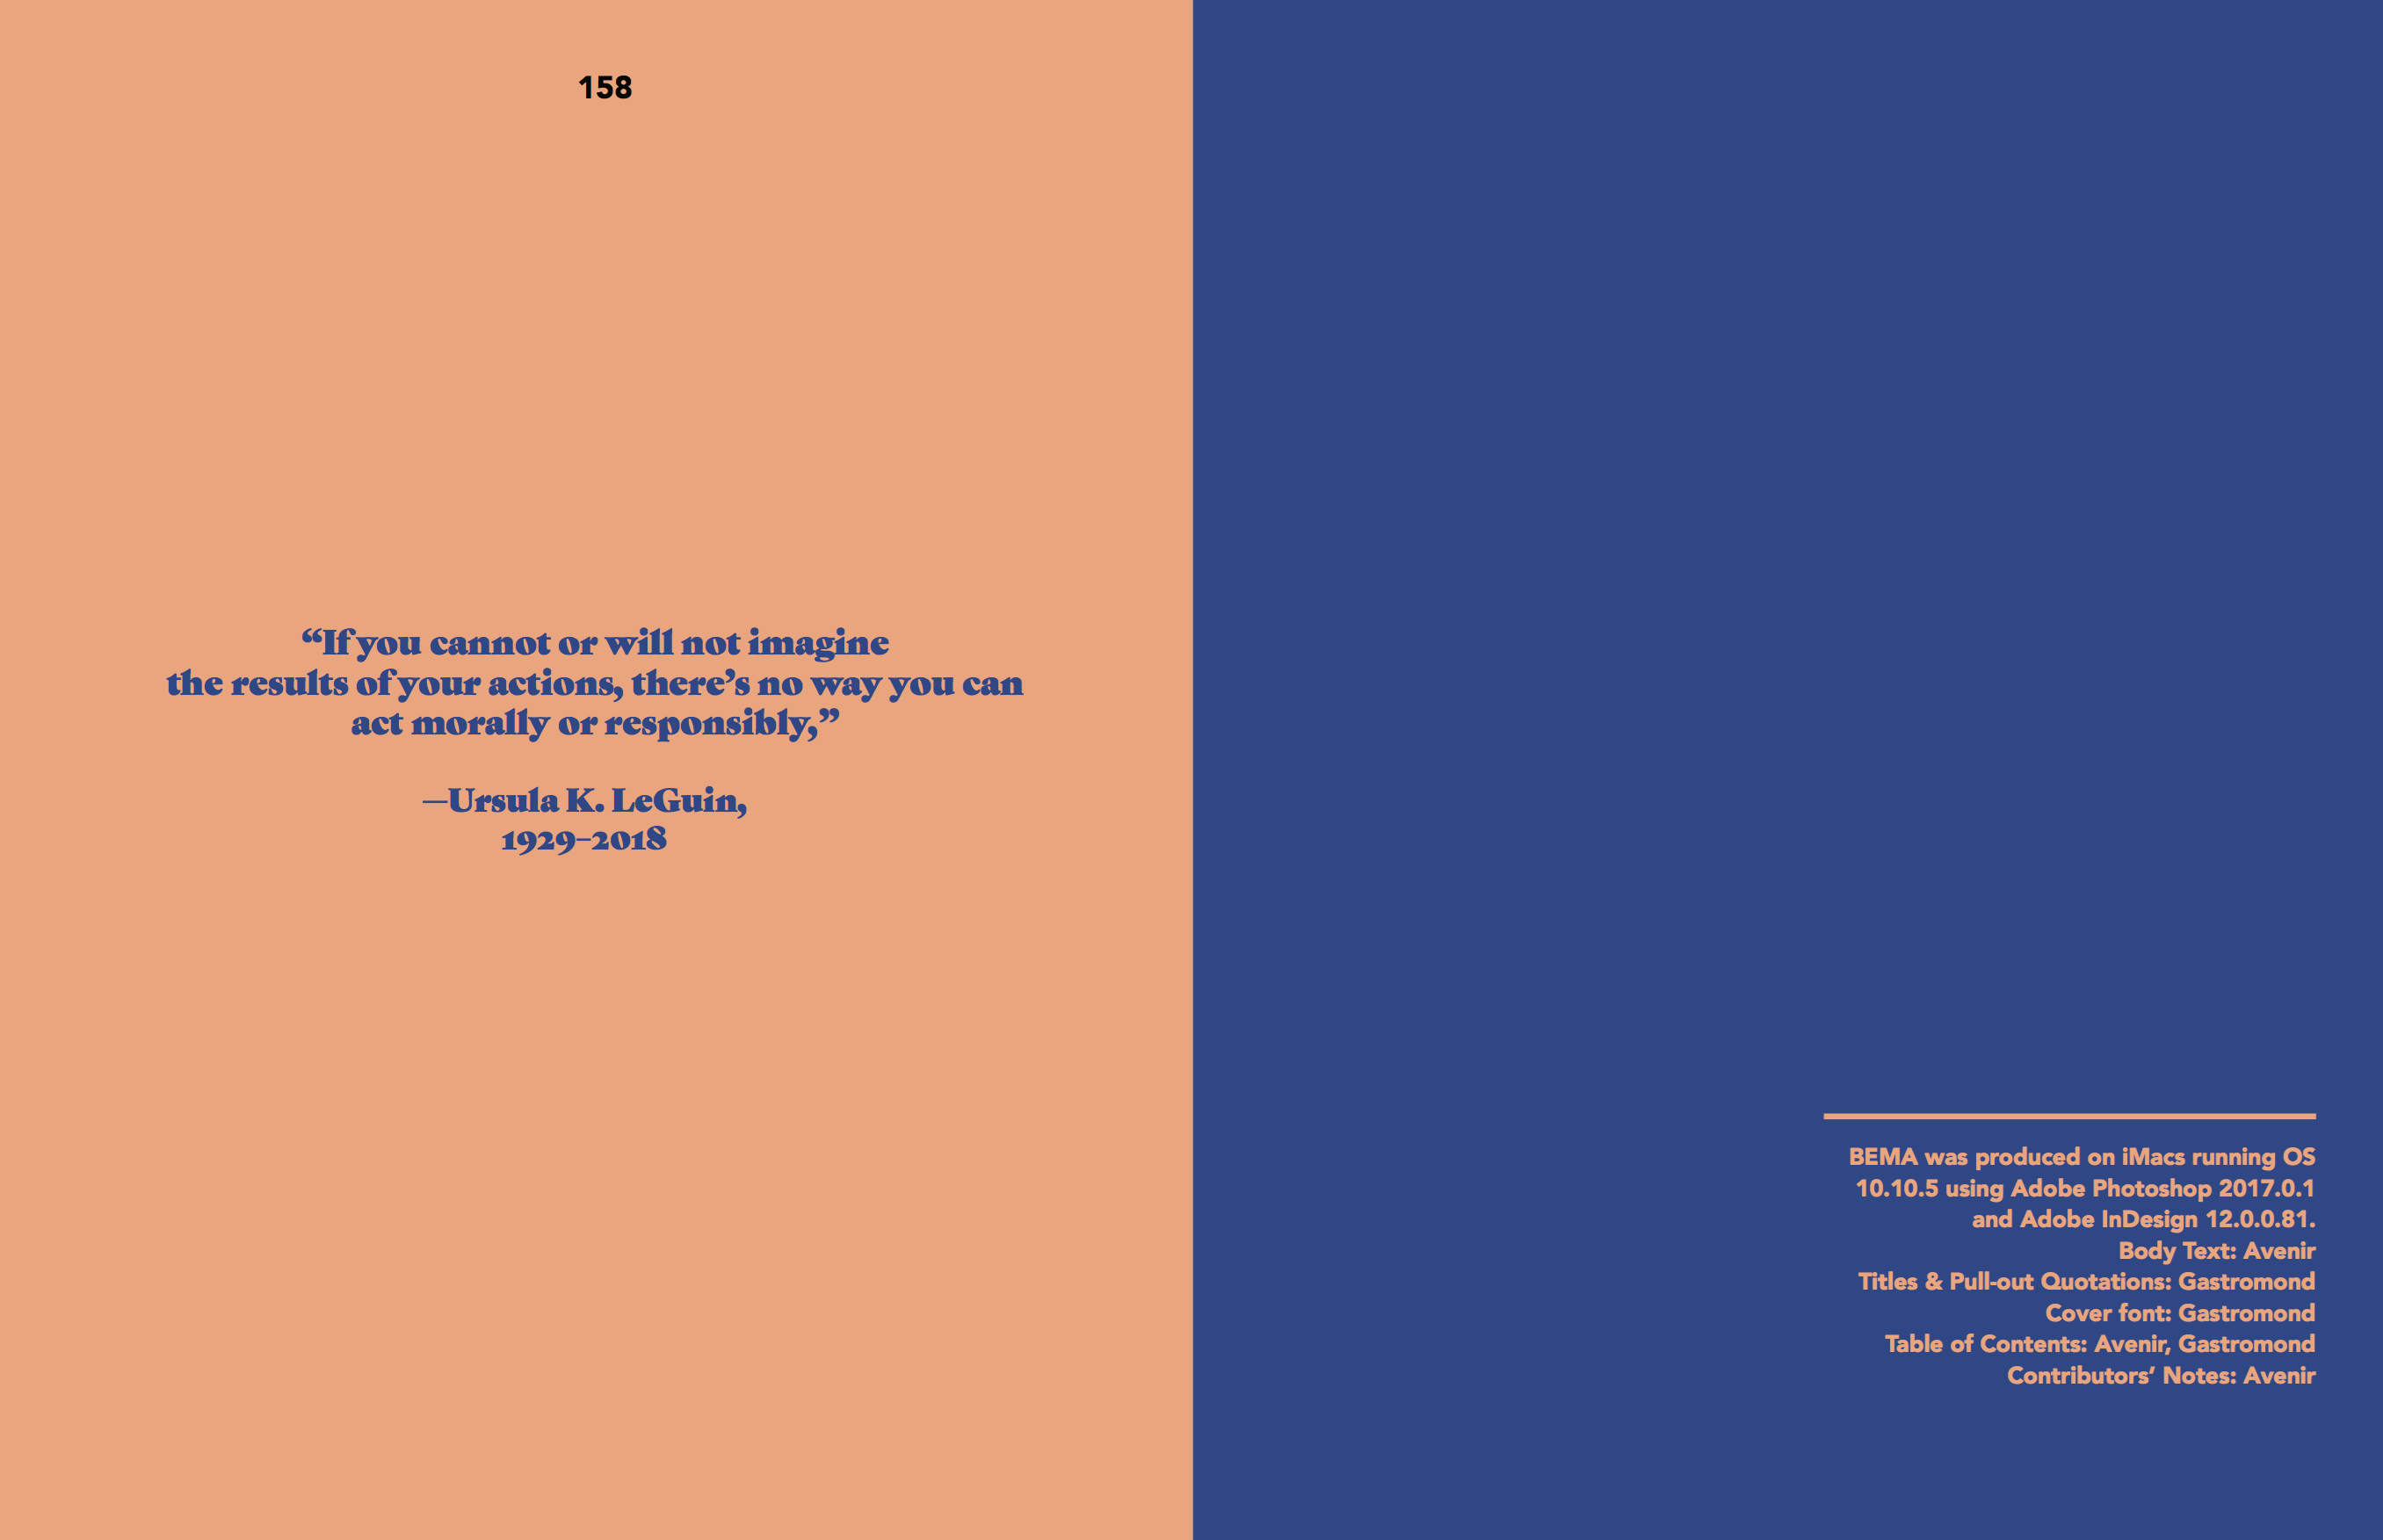 158
“If you cannot or will not imagine
the results of your actions, there’s no way you can
act morally or responsibly,”
—Ursula K. LeGuin,
1929–2018
BEMA was produced on iMacs running OS
10.10.5 using Adobe Photoshop 2017.0.1
and Adobe InDesign 12.0.0.81.
Body Text: Avenir
Titles & Pull-out Quotations: Gastromond
Cover font: Gastromond
Table of Contents: Avenir, Gastromond
Contributors’ Notes: Avenir